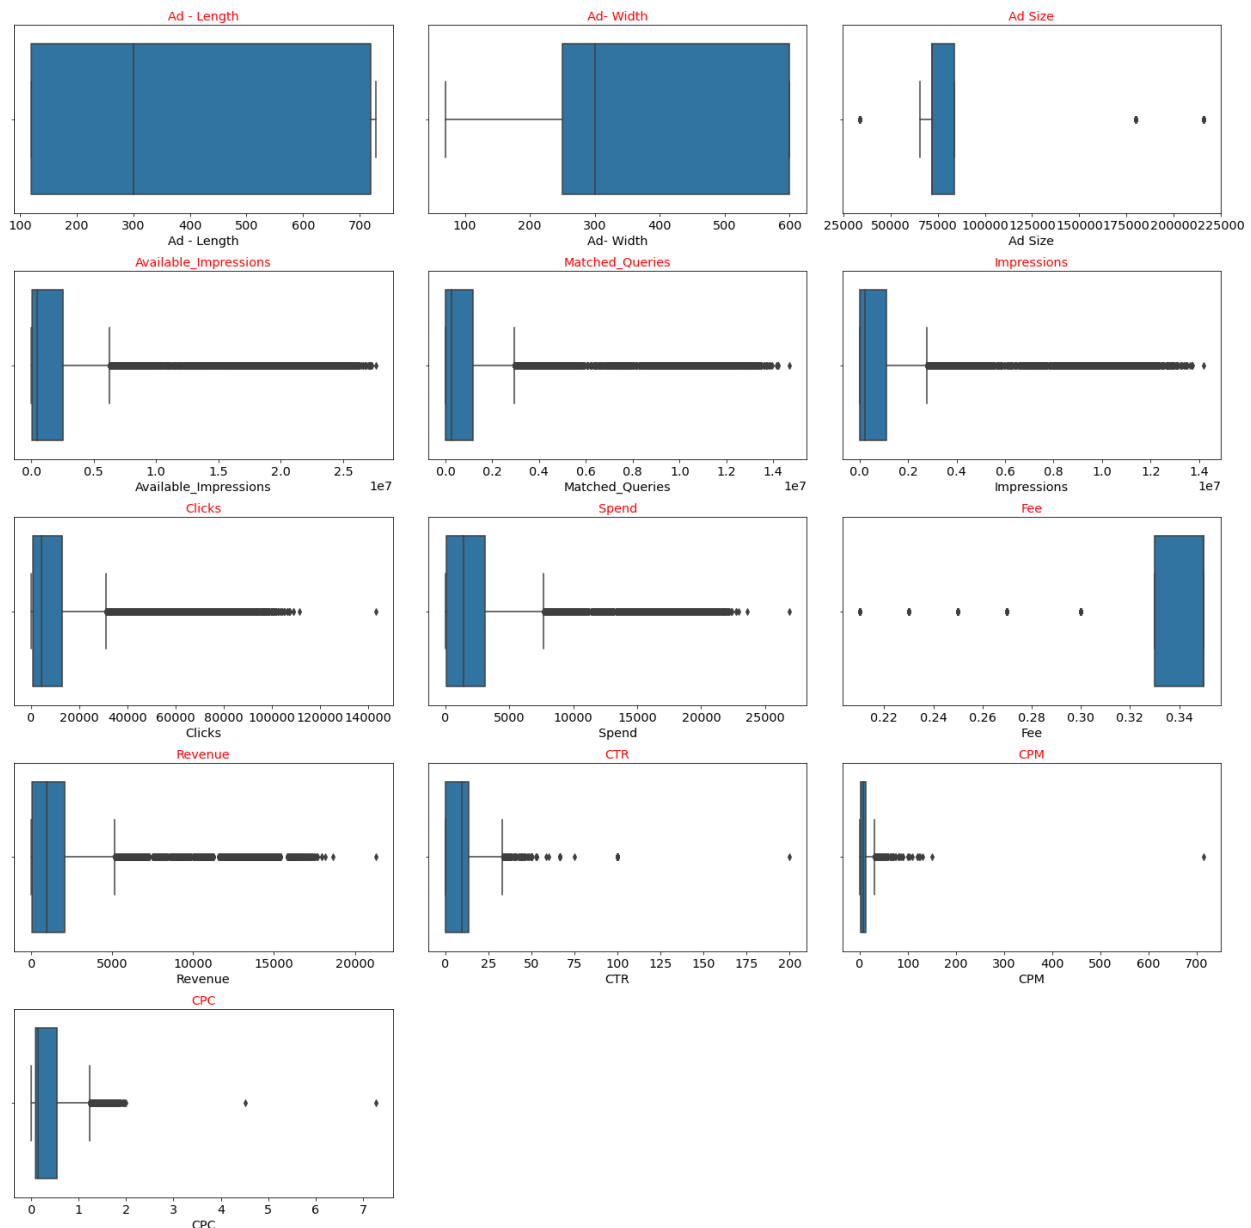 Ad - Length
Ad- Width
Ad Size
100 200 300 400 500 600 700
100 200 300 400 500 600
25000 50000 75000 100000 125000 150000 175000 200000 225000
Ad - Length
Ad- Width
Ad Size
Available_Impressions
Matched_Queries
Impressions
0.0 0.5 1.0 1.5 2.0 2.5
0.0 0.2 0.4 0.6 0.8 1.0 1.2 1.4
0.0 0.2 0.4 0.6 0.8 1.0 1.2 1.4
Available_Impressions 1e7
Matched_Queries 1e7
Impressions 1e7
Clicks
Spend
Fee
0 20000 40000 60000 80000 100000 120000 140000
0 5000 10000 15000 20000 25000
0.22 0.24 0.26 0.28 0.30 0.32 0.34
Clicks
Spend
Fee
Revenue
CTR
CPM
0 5000 10000 15000 20000
0 25 50 75 100 125 150 175 200
0 100 200 300 400 500 600 700
Revenue
CTR
CPM
CPC
0 1 2 3 4 5 6 7
CPC